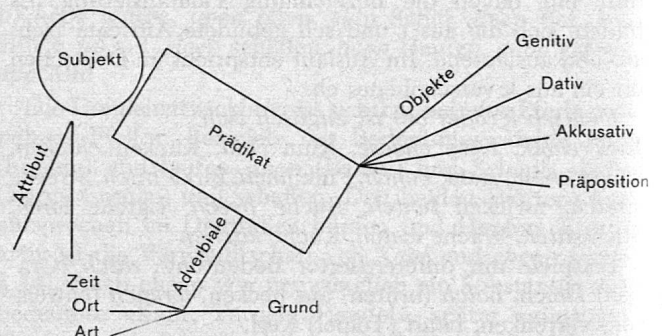 Subjekt
Genitiv
Objekte
Dativ
Akkusativ
Präposition
Prädikat
Attribut
Adverbiale
Zeit
Ort
Art
Grund